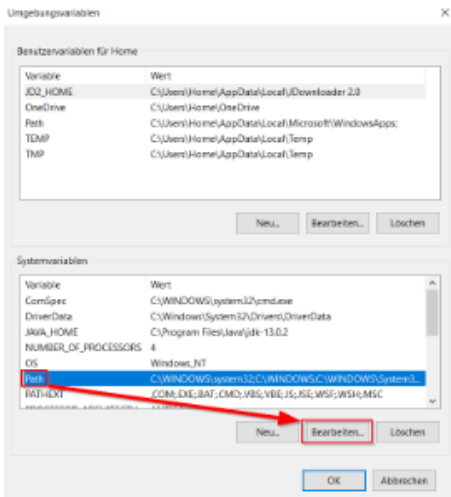 Umgebungsvariablen
Benutzervariablen für Home
Variable Wert
JD2_HOME C:\Users\Home\AppData\Local\JDownloader 2.0
OneDrive C:\Users\Home\OneDrive
Path C:\Users\Home\AppData\Local\Microsoft\WindowsApps;
TEMP C:\Users\Home\AppData\Local\Temp
TMP C:\Users\Home\AppData\Local\Temp
Neu... Bearbeiten... Löschen
Systemvariablen
Variable Wert
ComSpec C:\WINDOWS\system32\cmd.exe
DriverData C:\Windows\System32\Drivers\DriverData
JAVA_HOME C:\Program Files\Java\jdk-13.0.2
NUMBER_OF_PROCESSORS 4
OS Windows_NT
Path C:\WINDOWS\system32;C:\WINDOWS;C:\WINDOWS\System3...
PATHEXT .COM;.EXE;.BAT;.CMD;.VBS;.VBE;.JS;.JSE;.WSF;.WSH;.MSC
Neu... Bearbeiten... Löschen
OK Abbrechen